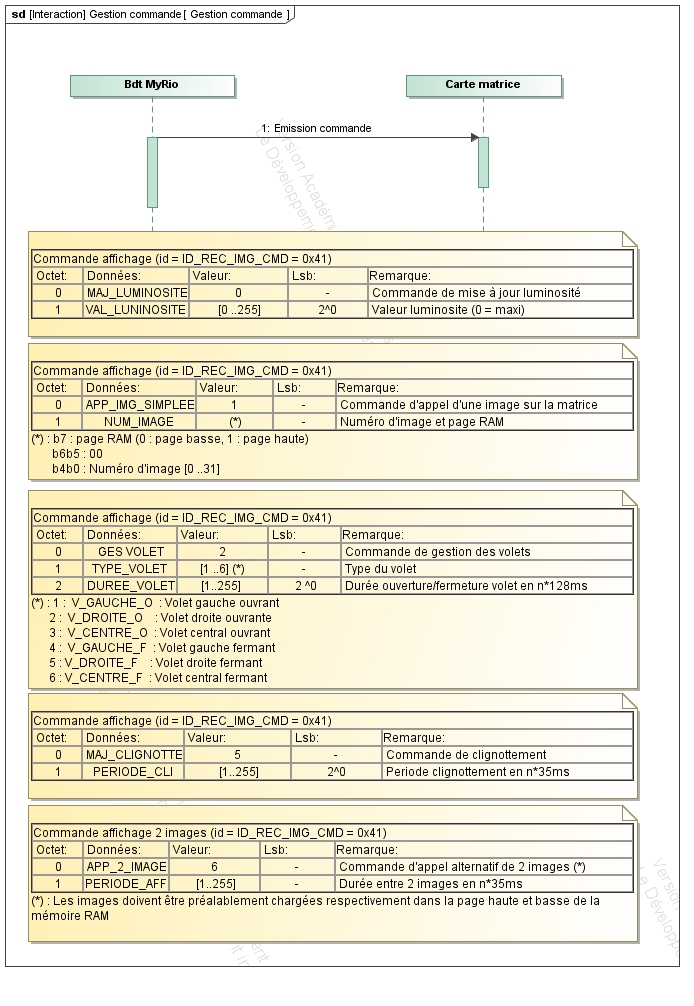 sd [Interaction] Gestion commande[ Gestion commande ]
Bdt MyRio
Carte matrice
1: Emission commande
Commande affichage (id = ID_REC_IMG_CMD = 0x41)
Octet: Données: Valeur: Lsb: Remarque:
0 MAJ_LUMINOSITE 0 - Commande de mise à jour luminosité
1 VAL_LUNINOSITE [0 ..255] 2^0 Valeur luminosite (0 = maxi)
Commande affichage (id = ID_REC_IMG_CMD = 0x41)
Octet: Données: Valeur: Lsb: Remarque:
0 APP_IMG_SIMPLEE 1 - Commande d'appel d'une image sur la matrice
1 NUM_IMAGE (*) - Numéro d'image et page RAM
(*) : b7 : page RAM (0 : page basse, 1 : page haute)
b6b5 : 00
b4b0 : Numéro d'image [0 ..31]
Commande affichage (id = ID_REC_IMG_CMD = 0x41)
Octet: Données: Valeur: Lsb: Remarque:
0 GES VOLET 2 - Commande de gestion des volets
1 TYPE_VOLET [1 ..6] (*) - Type du volet
2 DUREE_VOLET [1..255] 2 ^0 Durée ouverture/fermeture volet en n*128ms
(*) : 1 : V_GAUCHE_O : Volet gauche ouvrant
2 : V_DROITE_O : Volet droite ouvrante
3 : V_CENTRE_O : Volet central ouvrant
4 : V_GAUCHE_F : Volet gauche fermant
5 : V_DROITE_F : Volet droite fermant
6 : V_CENTRE_F : Volet central fermant
Commande affichage (id = ID_REC_IMG_CMD = 0x41)
Octet: Données: Valeur: Lsb: Remarque:
0 MAJ_CLIGNOTTE 5 - Commande de clignottement
1 PERIODE_CLI [1..255] 2^0 Periode clignottement en n*35ms
Commande affichage 2 images (id = ID_REC_IMG_CMD = 0x41)
Octet: Données: Valeur: Lsb: Remarque:
0 APP_2_IMAGE 6 - Commande d'appel alternatif de 2 images (*)
1 PERIODE_AFF [1..255] - Durée entre 2 images en n*35ms
(*) : Les images doivent être préalablement chargées respectivement dans la page haute et basse de la
mémoire RAM